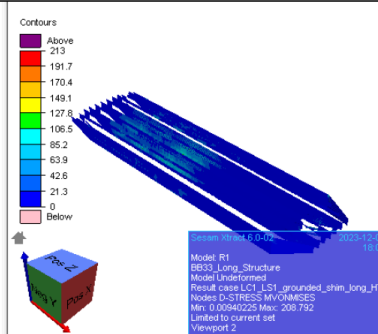 Contours
Above
213
191.7
170.4
149.1
127.8
106.5
85.2
63.9
42.6
21.3
0
Below
Pos Z
Neg Y
Pos X
Sesam Xtract 6.0-02 2023-12-0
18:0
Model: R1
BB33_Long_Structure
Model Undeformed
Result case LC1_LS1_grounded_shim_long_H
Nodes D-STRESS MVONMISES
Min: 0.00940225 Max: 208.792
Limited to current set
Viewport 2